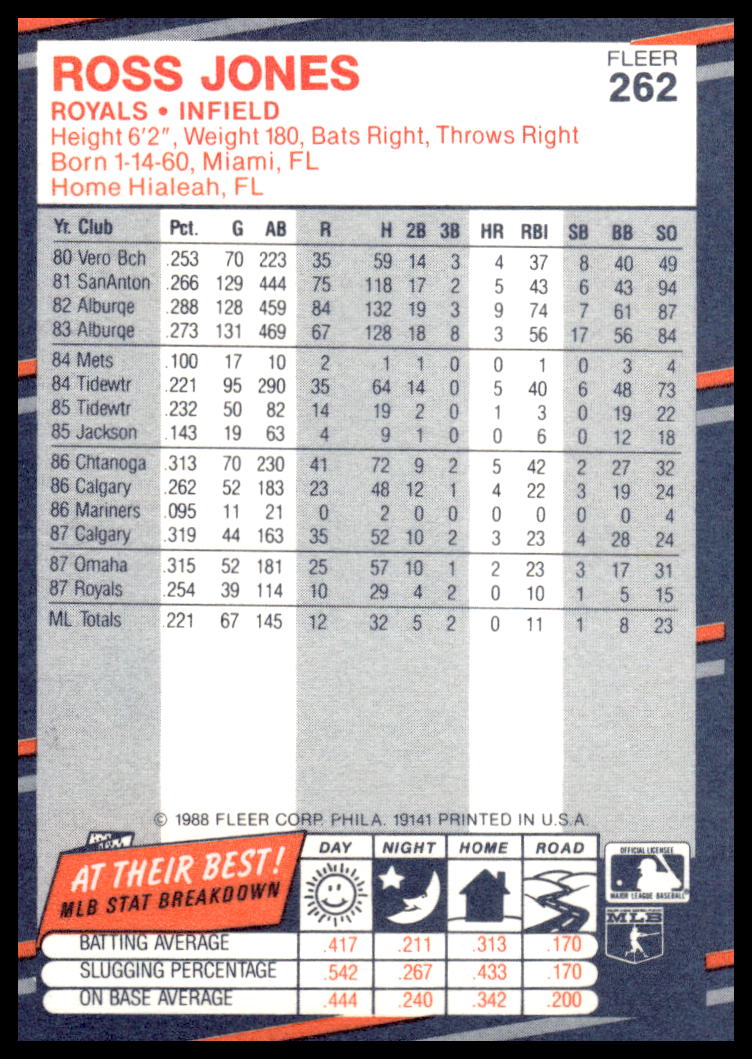 ROSS JONES
FLEER
262
ROYALS • INFIELD
Height 6'2", Weight 180, Bats Right, Throws Right
Born 1-14-60, Miami, FL
Home Hialeah, FL
Yr. Club Pct. G AB R H 2B 3B HR RBI SB BB SO
80 Vero Bch .253 70 223 35 59 14 3 4 37 8 40 49
81 SanAnton .266 129 444 75 118 17 2 5 43 6 43 94
82 Alburqe .288 128 459 84 132 19 3 9 74 7 61 87
83 Alburqe .273 131 469 67 128 18 8 3 56 17 56 84
84 Mets .100 17 10 2 1 1 0 0 1 0 3 4
84 Tidewtr .221 95 290 35 64 14 0 5 40 6 48 73
85 Tidewtr .232 50 82 14 19 2 0 1 3 0 19 22
85 Jackson .143 19 63 4 9 1 0 0 6 0 12 18
86 Chtanoga .313 70 230 41 72 9 2 5 42 2 27 32
86 Calgary .262 52 183 23 48 12 1 4 22 3 19 24
86 Mariners .095 11 21 0 2 0 0 0 0 0 0 4
87 Calgary .319 44 163 35 52 10 2 3 23 4 28 24
87 Omaha .315 52 181 25 57 10 1 2 23 3 17 31
87 Royals .254 39 114 10 29 4 2 0 10 1 5 15
ML Totals .221 67 145 12 32 5 2 0 11 1 8 23
© 1988 FLEER CORP. PHILA. 19141 PRINTED IN U.S.A.
AT THEIR BEST!
MLB STAT BREAKDOWN
DAY NIGHT HOME ROAD
BATTING AVERAGE .417 .211 .313 .170
SLUGGING PERCENTAGE .542 .267 .433 .170
ON BASE AVERAGE .444 .240 .342 .200
OFFICIAL LICENSEE
MAJOR LEAGUE BASEBALL
MLB